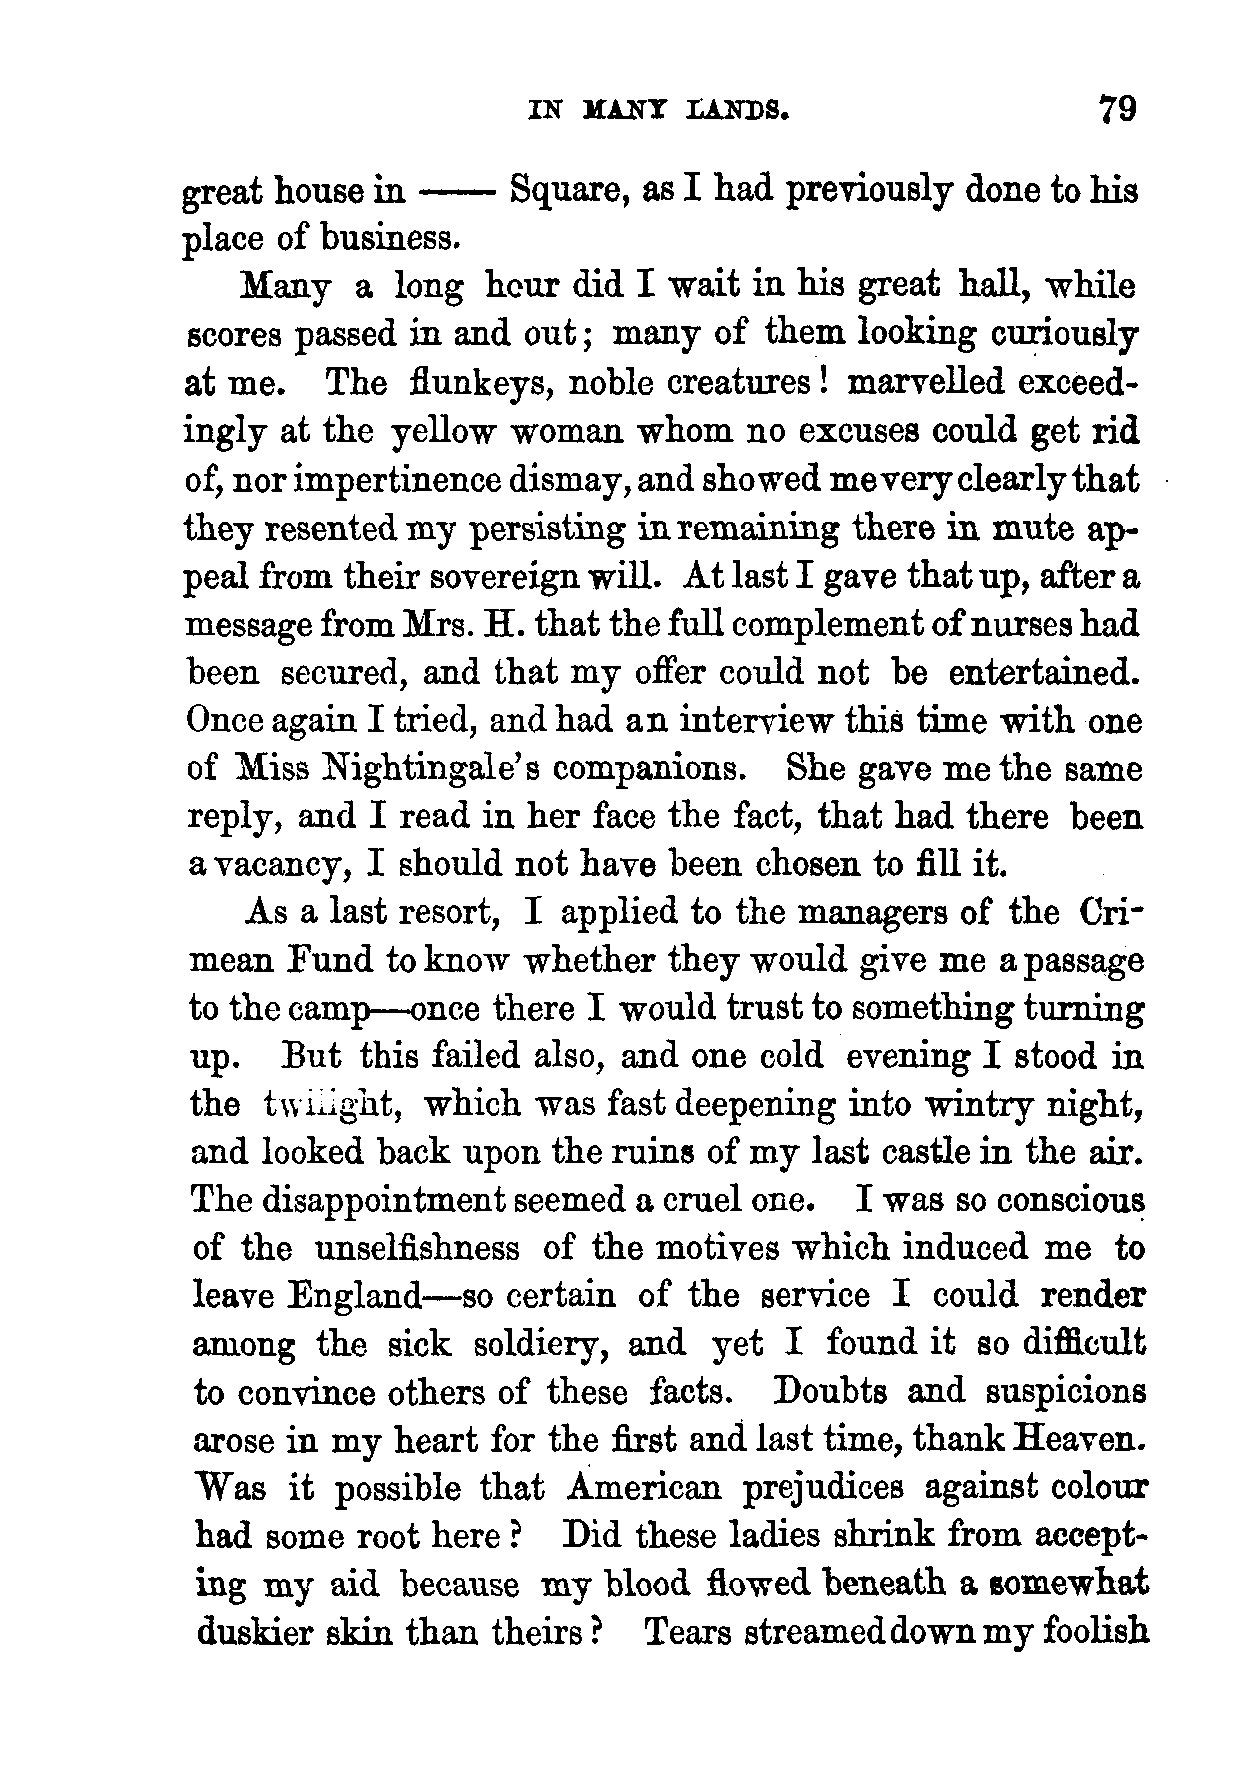 IN MANY LANDS. 79
great house in —— Square, as I had previously done to his
place of business.
Many a long hour did I wait in his great hall, while
scores passed in and out; many of them looking curiously
at me. The flunkeys, noble creatures! marvelled exceed-
ingly at the yellow woman whom no excuses could get rid
of, nor impertinence dismay, and showed me very clearly that
they resented my persisting in remaining there in mute ap-
peal from their sovereign will. At last I gave that up, after a
message from Mrs. H. that the full complement of nurses had
been secured, and that my offer could not be entertained.
Once again I tried, and had an interview this time with one
of Miss Nightingale's companions. She gave me the same
reply, and I read in her face the fact, that had there been
a vacancy, I should not have been chosen to fill it.
As a last resort, I applied to the managers of the Cri-
mean Fund to know whether they would give me a passage
to the camp—once there I would trust to something turning
up. But this failed also, and one cold evening I stood in
the twilight, which was fast deepening into wintry night,
and looked back upon the ruins of my last castle in the air.
The disappointment seemed a cruel one. I was so conscious
of the unselfishness of the motives which induced me to
leave England—so certain of the service I could render
among the sick soldiery, and yet I found it so difficult
to convince others of these facts. Doubts and suspicions
arose in my heart for the first and last time, thank Heaven.
Was it possible that American prejudices against colour
had some root here? Did these ladies shrink from accept-
ing my aid because my blood flowed beneath a somewhat
duskier skin than theirs? Tears streamed down my foolish